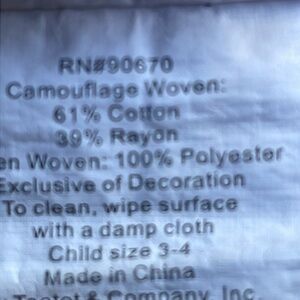 RN#90670
Camouflage Woven:
61% Cotton
39% Rayon
en Woven: 100% Polyester
Exclusive of Decoration
To clean, wipe surface
with a damp cloth
Child size 3-4
Made in China
& Company, Inc